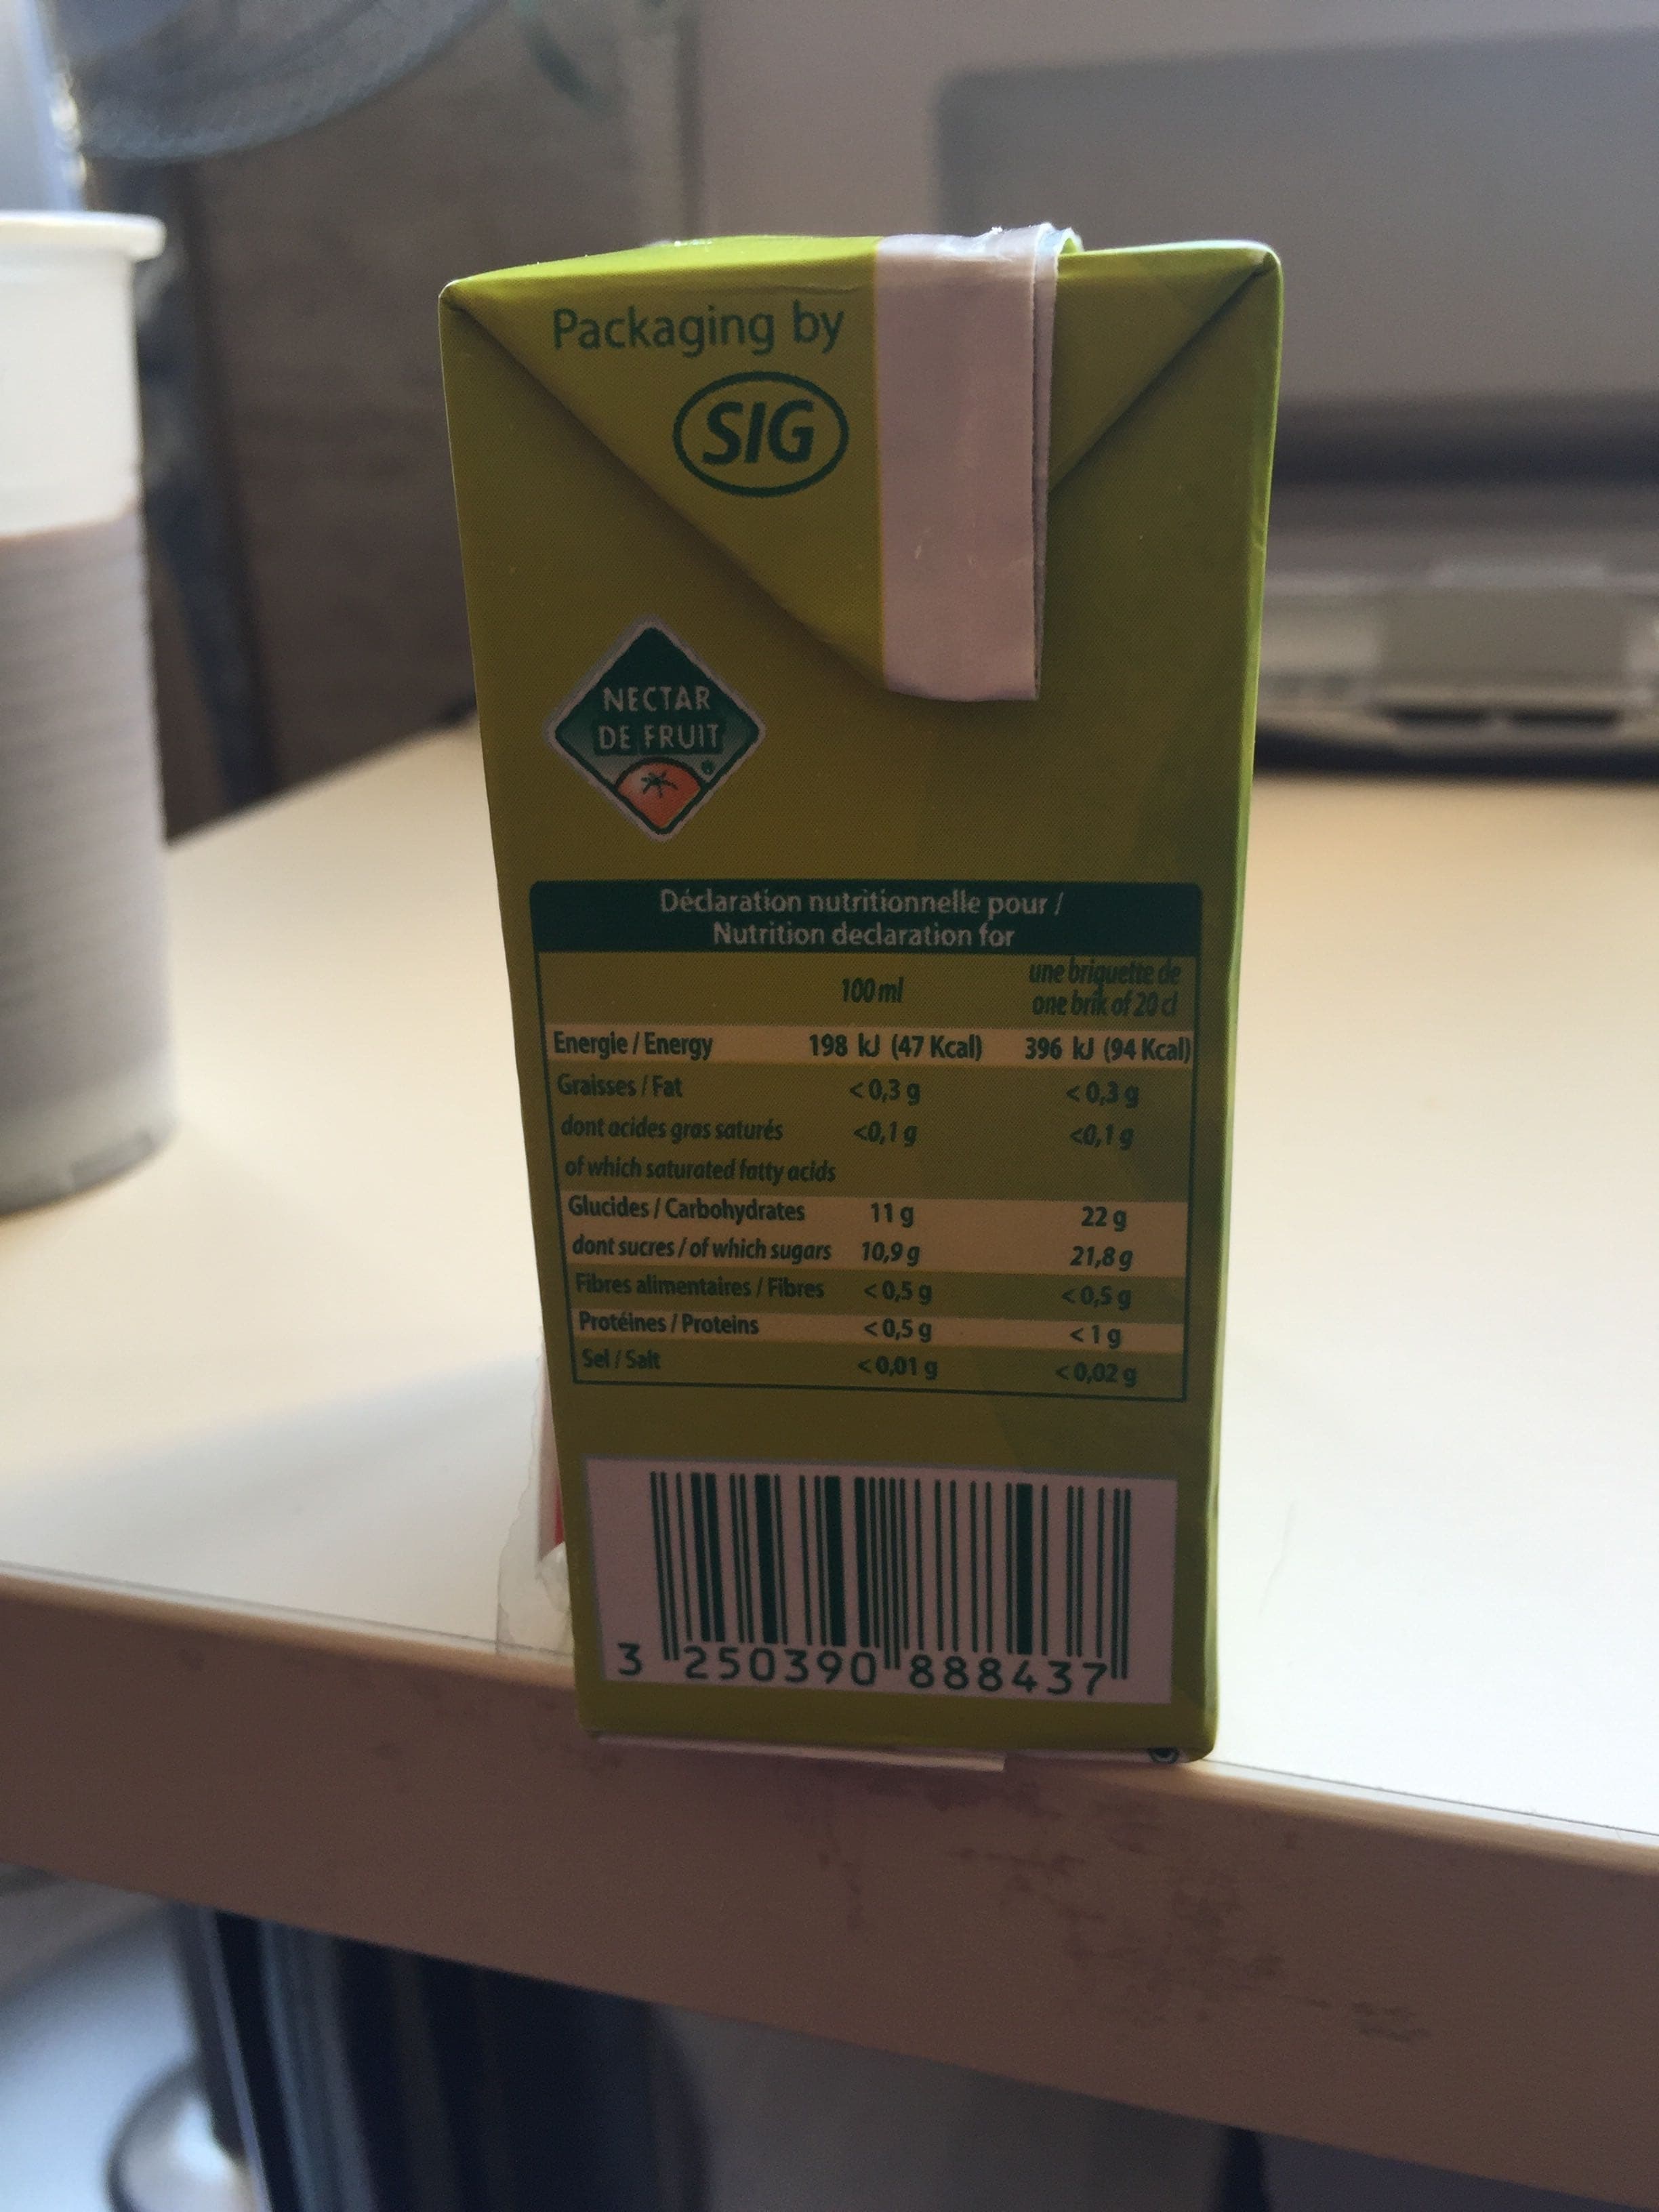 Packaging by
SIG
NECTAR
DE FRUIT
®
Déclaration nutritionnelle pour /
Nutrition declaration for
100 ml
une briquette de
one brik of 20 cl
Energie / Energy 198 kJ (47 Kcal) 396 kJ (94 Kcal)
Graisses / Fat <0,3 g <0,3 g
dont acides gras saturés <0,1 g <0,1 g
of which saturated fatty acids
Glucides / Carbohydrates 11 g 22 g
dont sucres / of which sugars 10,9 g 21,8 g
Fibres alimentaires / Fibres <0,5 g <0,5 g
Protéines / Proteins <0,5 g <1 g
Sel / Salt <0,01 g <0,02 g
3 250390 888437